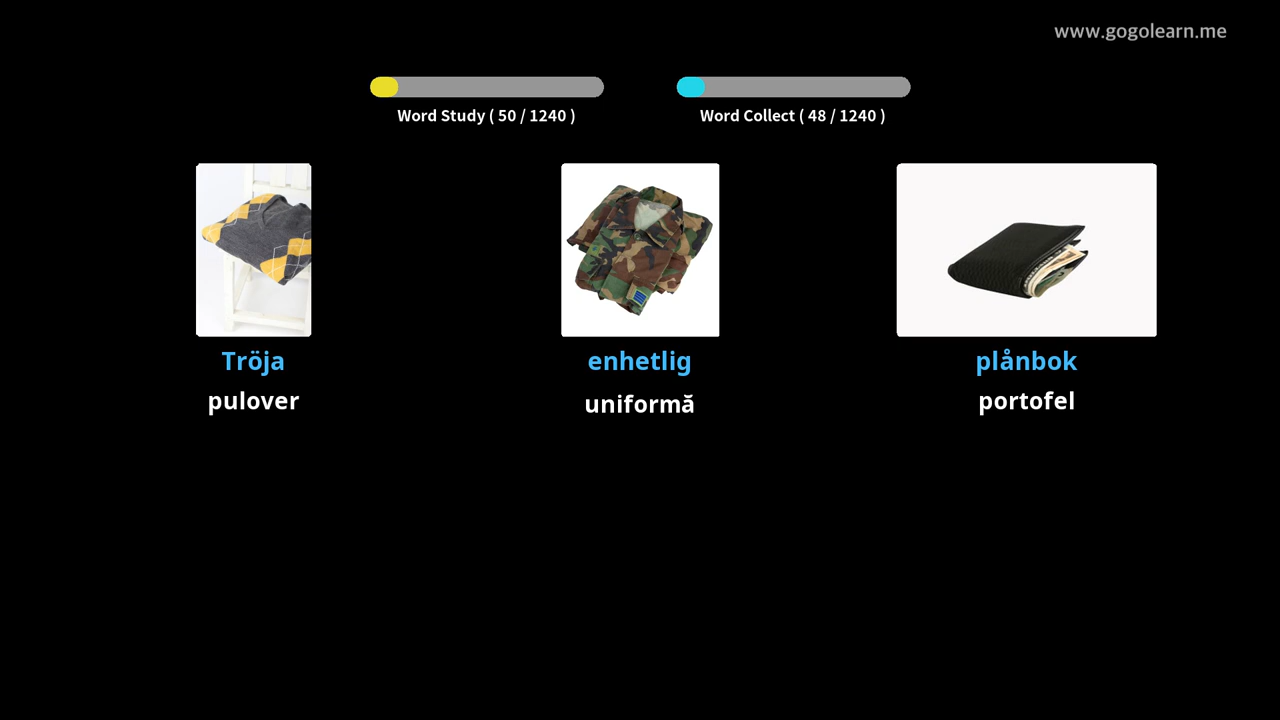 www.gogolearn.me
Word Study ( 50 / 1240 )
Word Collect ( 48 / 1240 )
Tröja
pulover
enhetlig
uniformă
plånbok
portofel